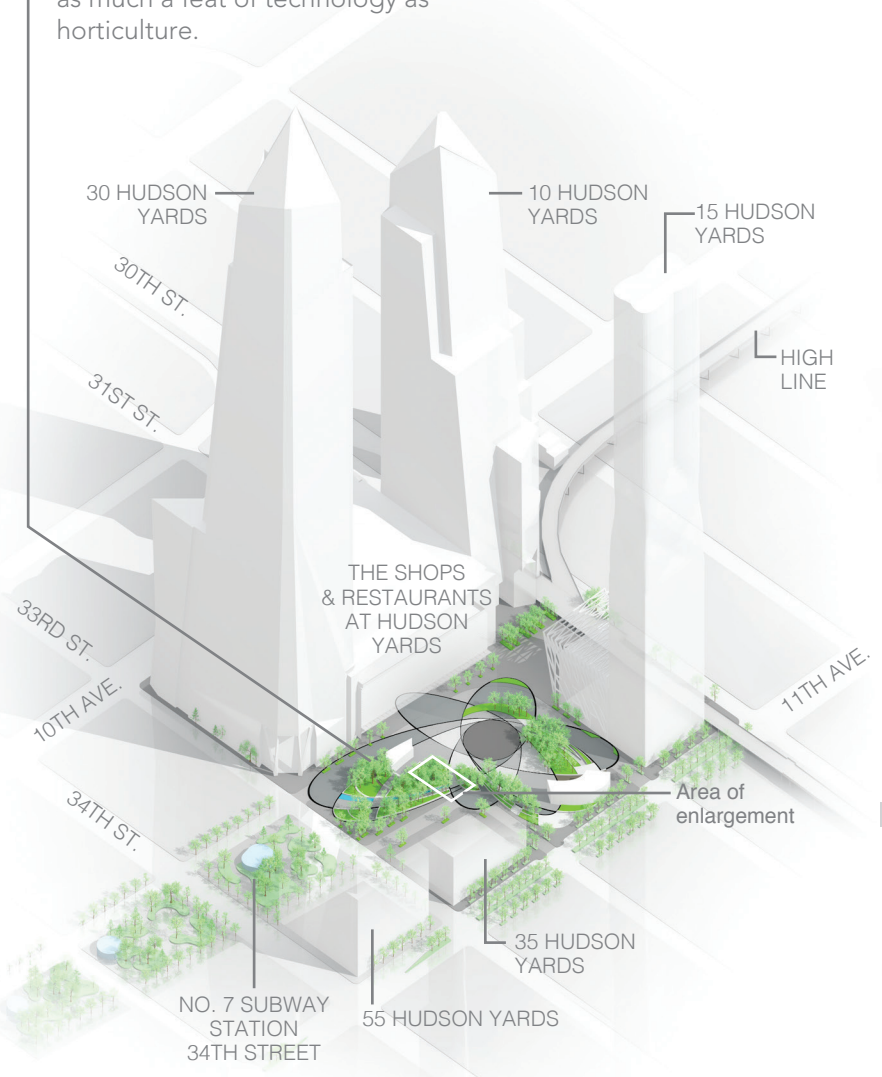 as much a feat of technology as
horticulture.
30 HUDSON
YARDS
10 HUDSON
YARDS
15 HUDSON
YARDS
30TH ST.
HIGH
LINE
31ST ST.
THE SHOPS
& RESTAURANTS
AT HUDSON
YARDS
33RD ST.
10TH AVE.
11TH AVE.
34TH ST.
Area of
enlargement
35 HUDSON
YARDS
NO. 7 SUBWAY
STATION
34TH STREET
55 HUDSON YARDS